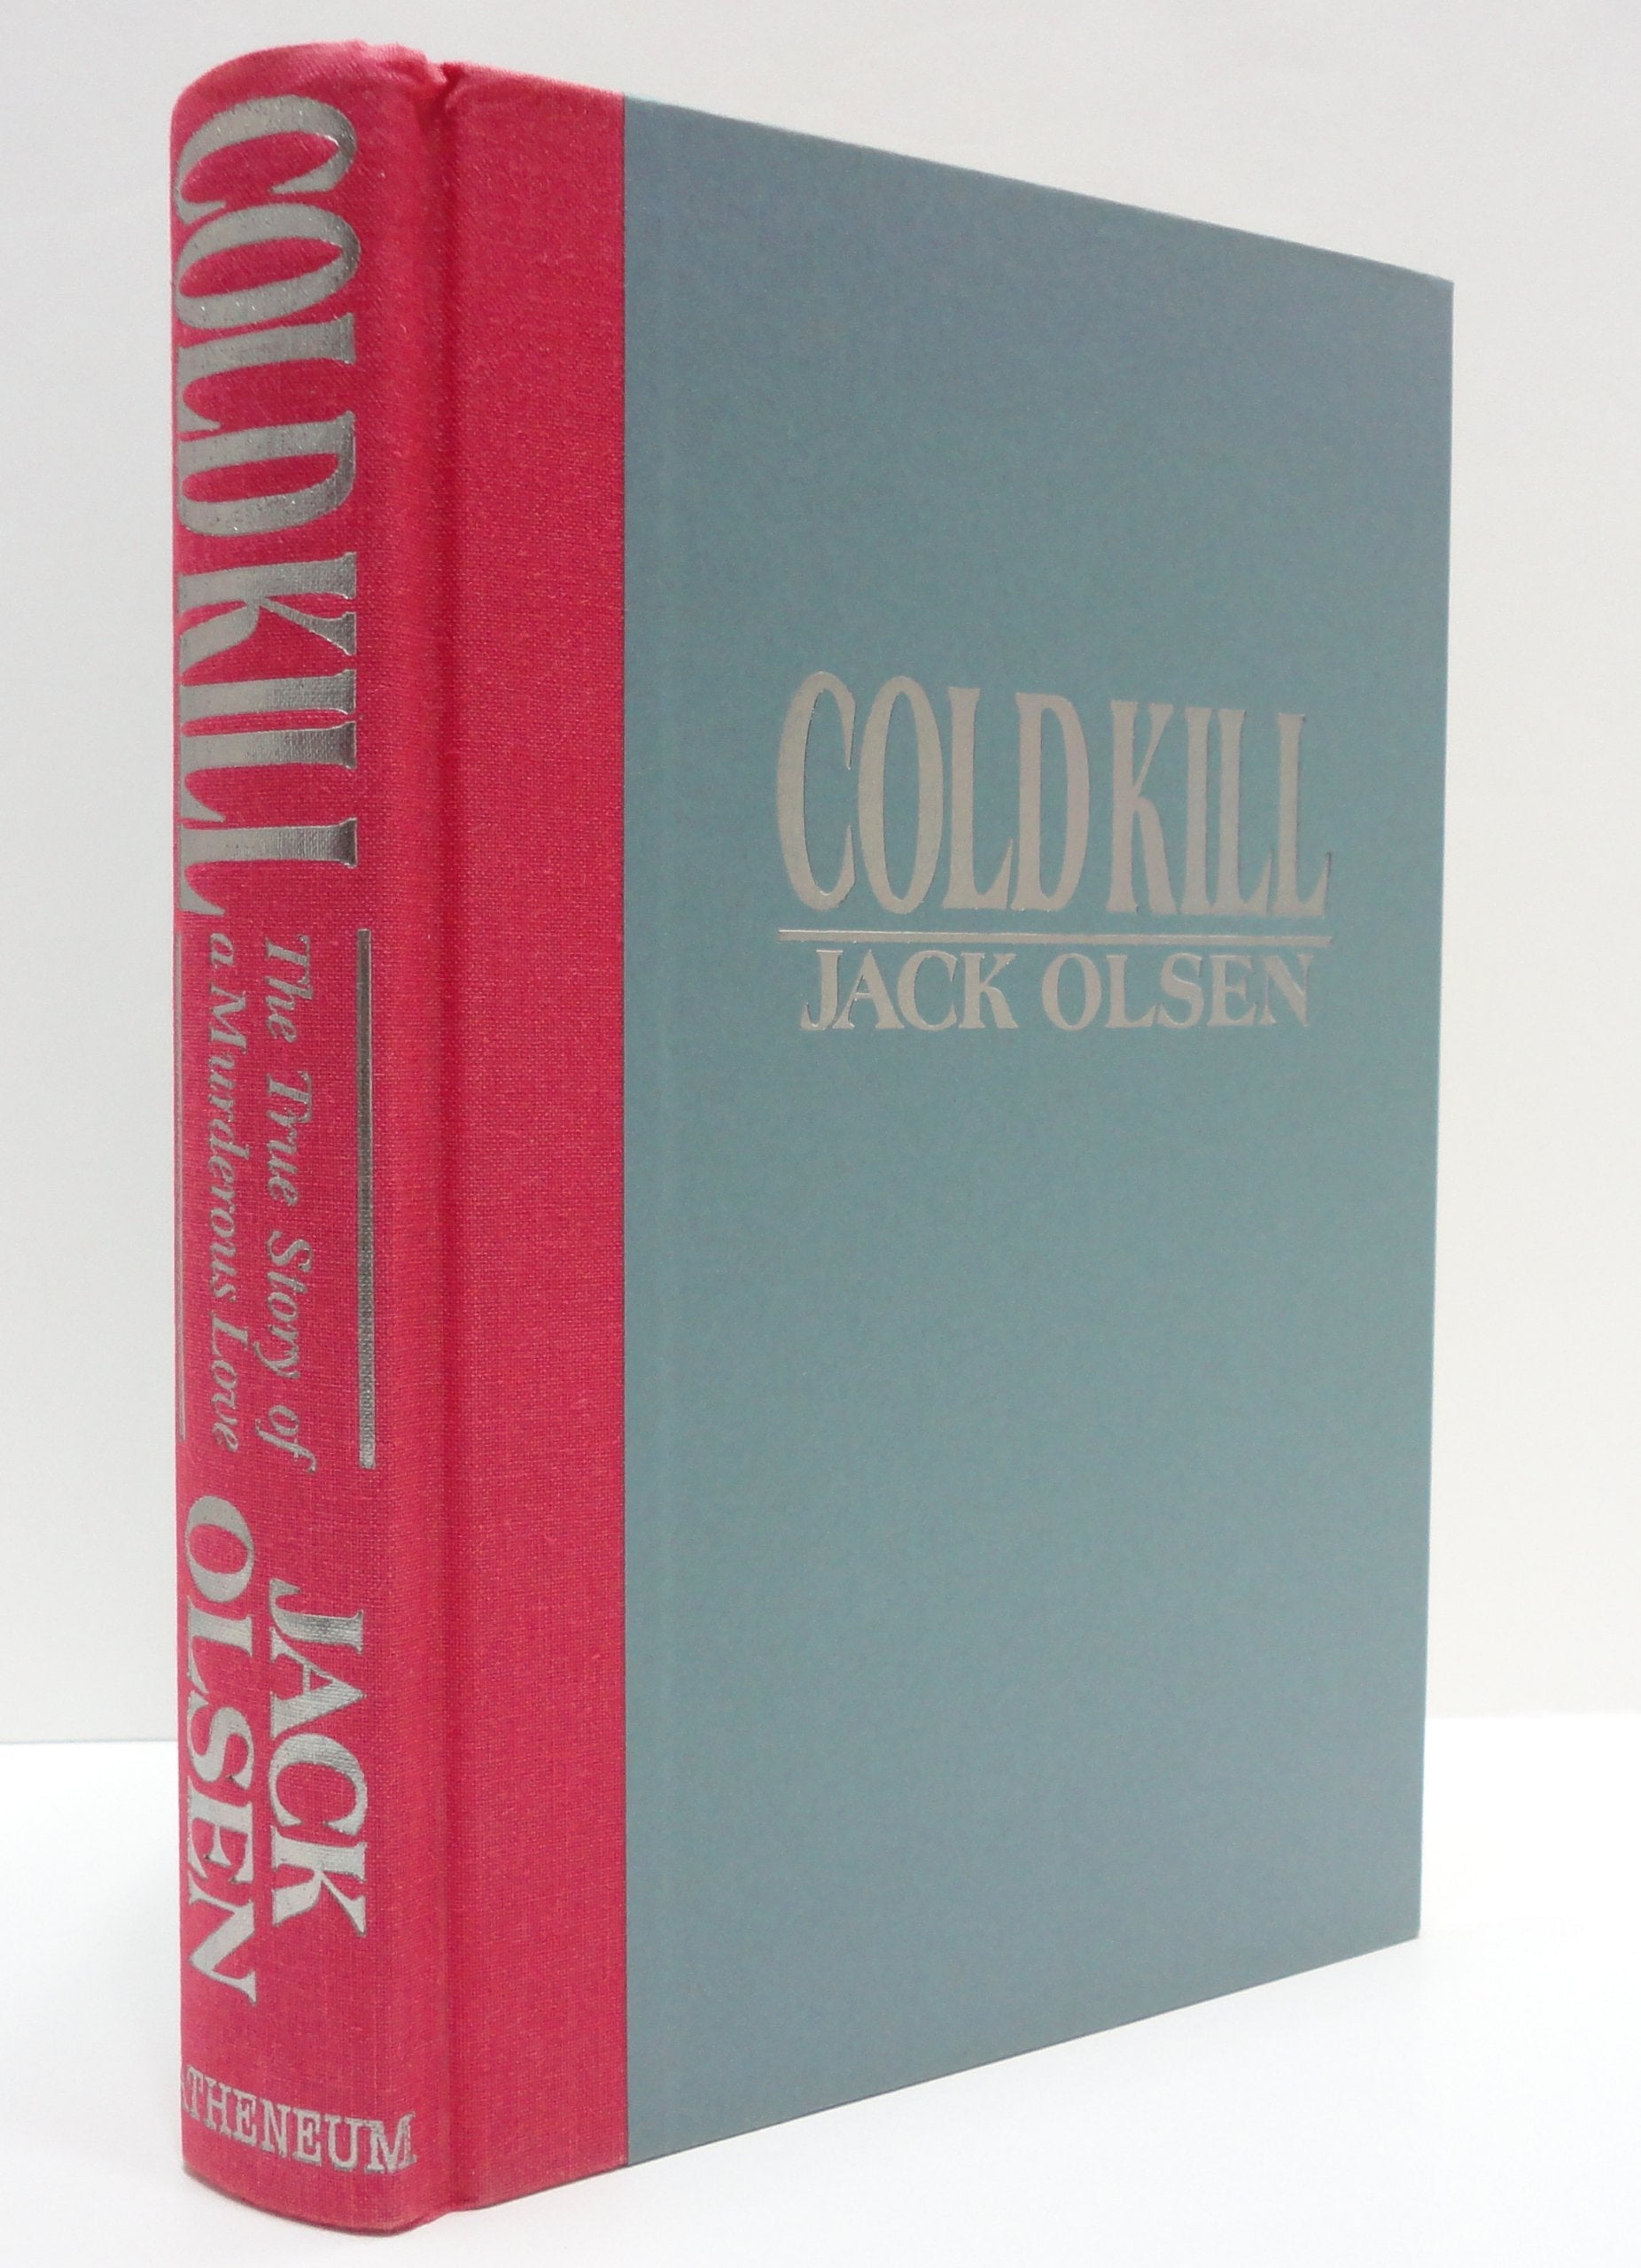 COLD KILL
The True Story of
a Murderous Love
JACK
OLSEN
ATHENEUM
COLD KILL
JACK OLSEN